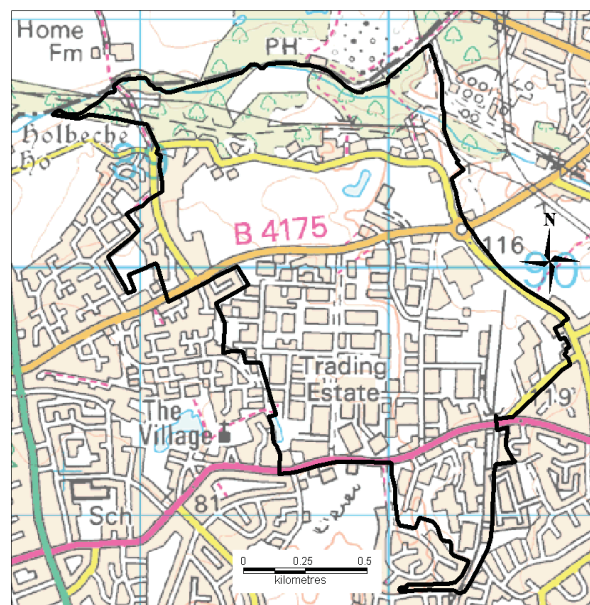 Home
Fm
PH
Holbeche
Ho
B 4175
116
N
90
Trading
Estate
19
The
Village
81
Sch
0 0.25 0.5
kilometres